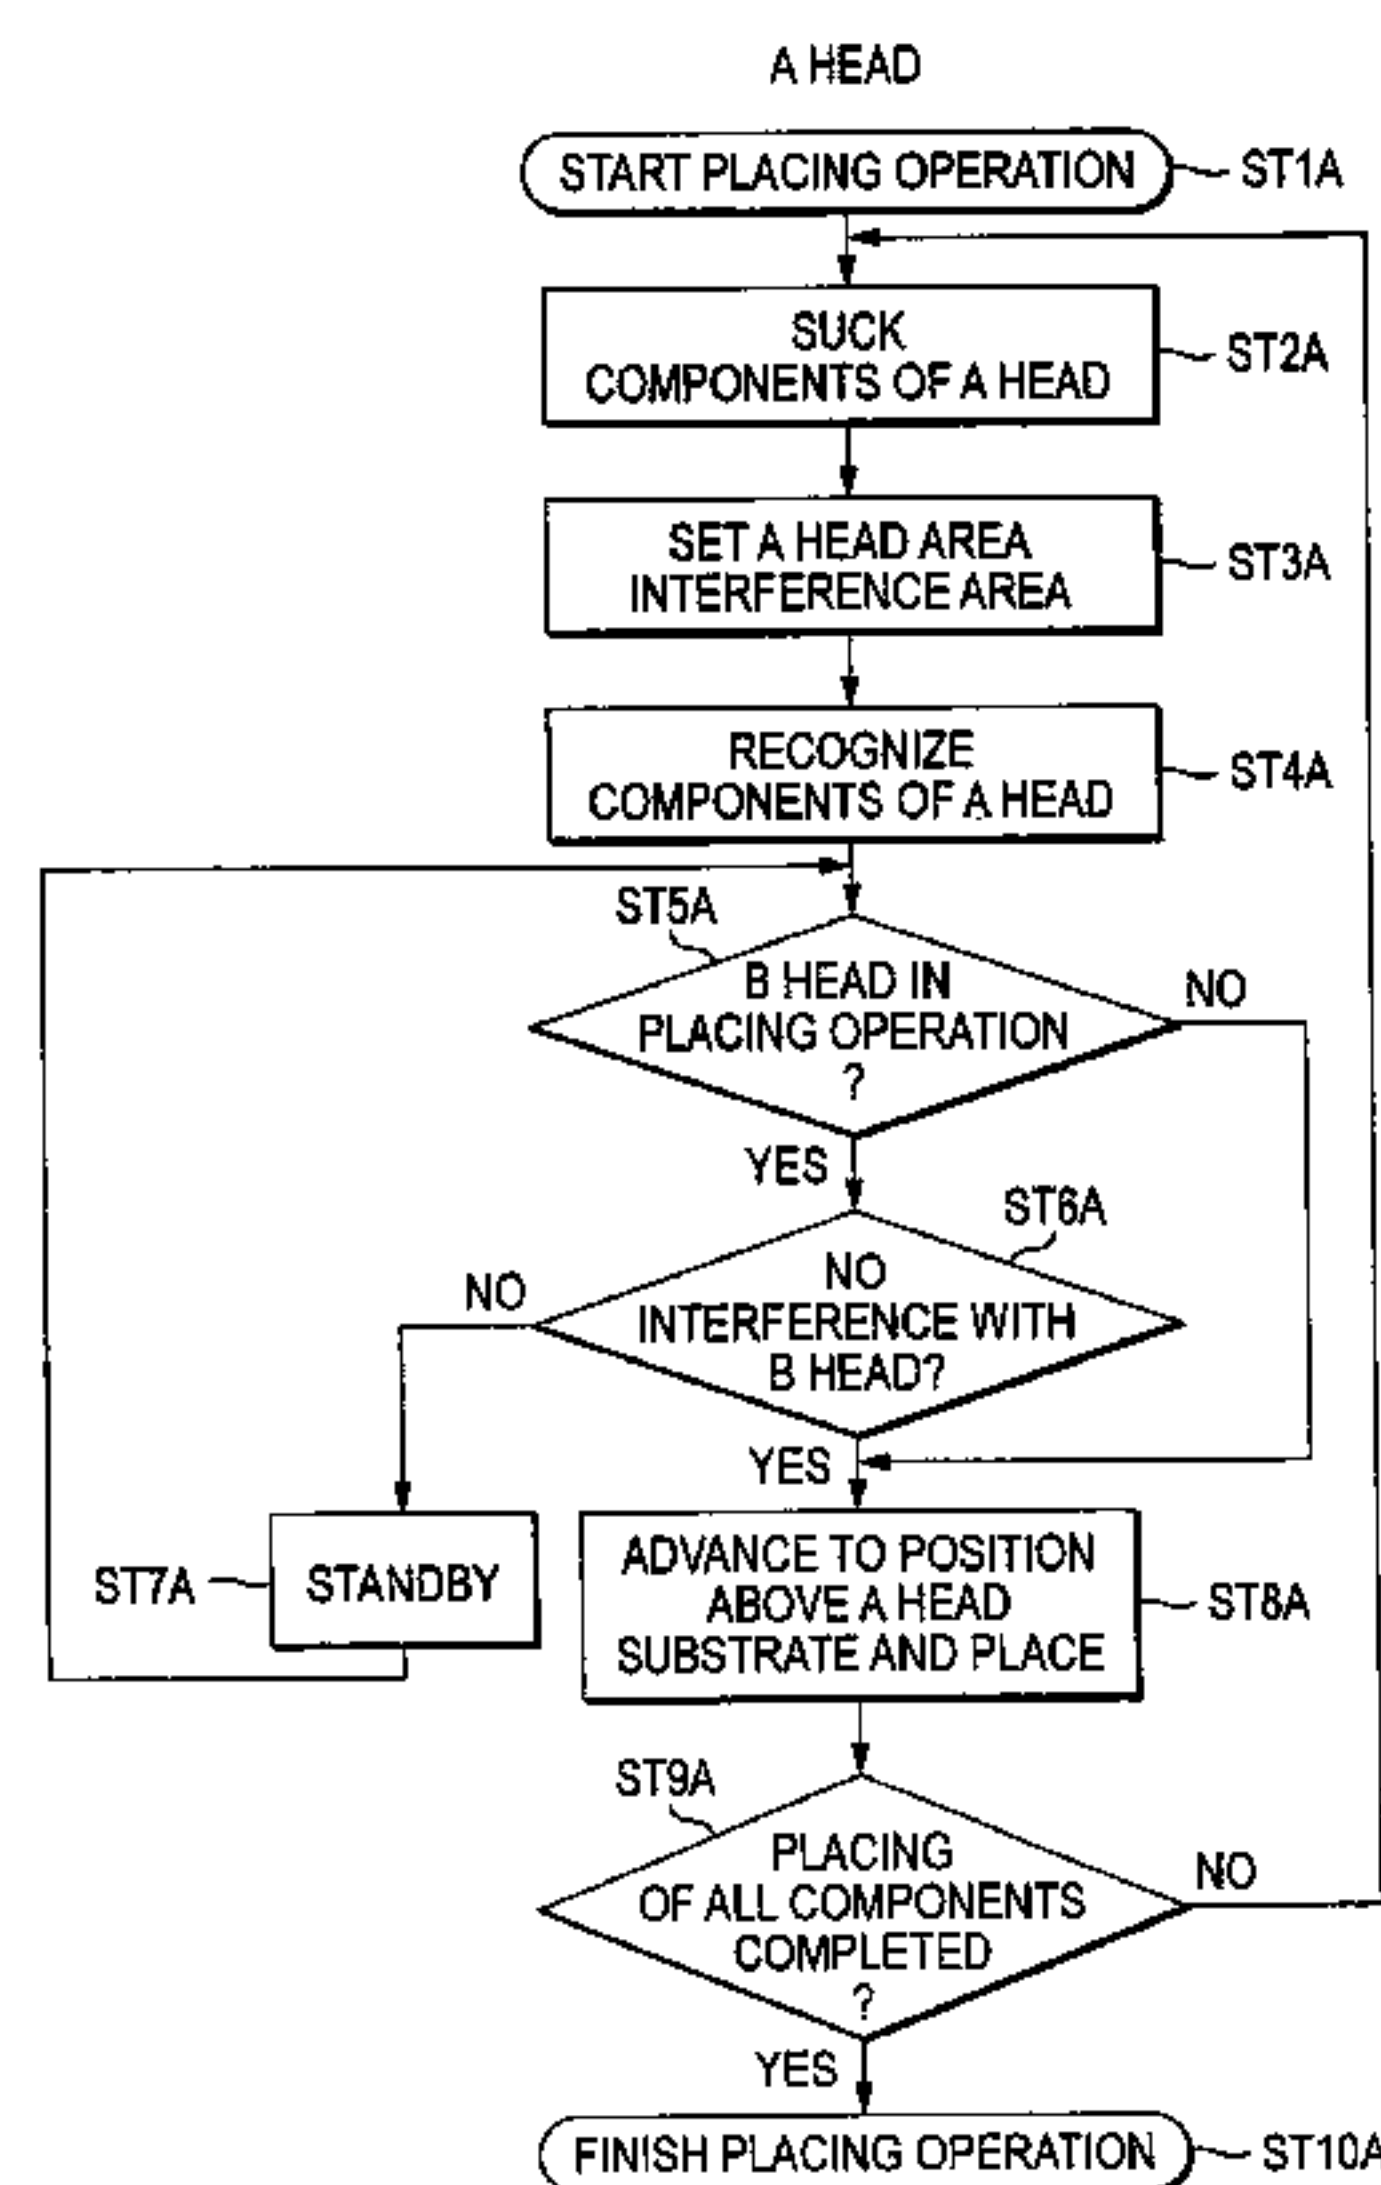 A HEAD
START PLACING OPERATION
ST1A
SUCK
COMPONENTS OF A HEAD
ST2A
SET A HEAD AREA
INTERFERENCE AREA
ST3A
RECOGNIZE
COMPONENTS OF A HEAD
ST4A
ST5A
B HEAD IN
PLACING OPERATION
?
NO
YES
ST6A
NO
INTERFERENCE WITH
B HEAD?
NO
YES
ST7A
STANDBY
ADVANCE TO POSITION
ABOVE A HEAD
SUBSTRATE AND PLACE
ST8A
ST9A
PLACING
OF ALL COMPONENTS
COMPLETED
?
NO
YES
FINISH PLACING OPERATION
ST10A